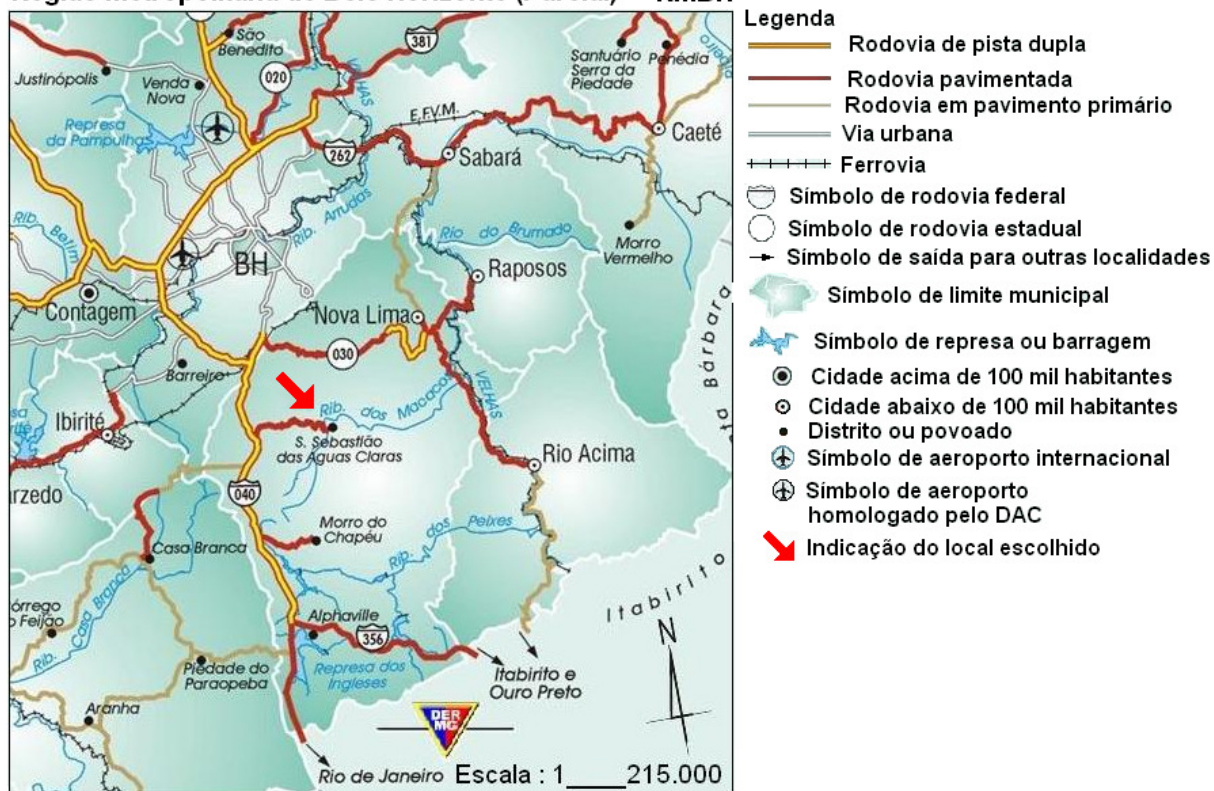 São
Benedito
381
Santuário
Serra da
Piedade
Penédia
Justinópolis
Venda
Nova
020
VELHAS
Represa
da Pampulha
E.F.V.M.
Caeté
262
Sabará
Rib. Arrudas
Rib. Betim
Rio do Brumado
Morro
Vermelho
BH
Raposos
Contagem
Nova Lima
030
Barreiro
Bárbara
Rib. dos Macacos
VELHAS
Ibirité
S. Sebastião
das Águas Claras
Rio Acima
040
Morro do
Chapéu
Rib. dos Peixes
Casa Branca
Rib. Casa Branca
Itabirito
Alphaville
356
N
Represa dos
Ingleses
Itabirito e
Ouro Preto
Piedade do
Paraopeba
Aranha
DER
MG
Rio de Janeiro
Escala : 1____215.000
Legenda
Rodovia de pista dupla
Rodovia pavimentada
Rodovia em pavimento primário
Via urbana
Ferrovia
Símbolo de rodovia federal
Símbolo de rodovia estadual
Símbolo de saída para outras localidades
Símbolo de limite municipal
Símbolo de represa ou barragem
Cidade acima de 100 mil habitantes
Cidade abaixo de 100 mil habitantes
Distrito ou povoado
Símbolo de aeroporto internacional
Símbolo de aeroporto
homologado pelo DAC
Indicação do local escolhido